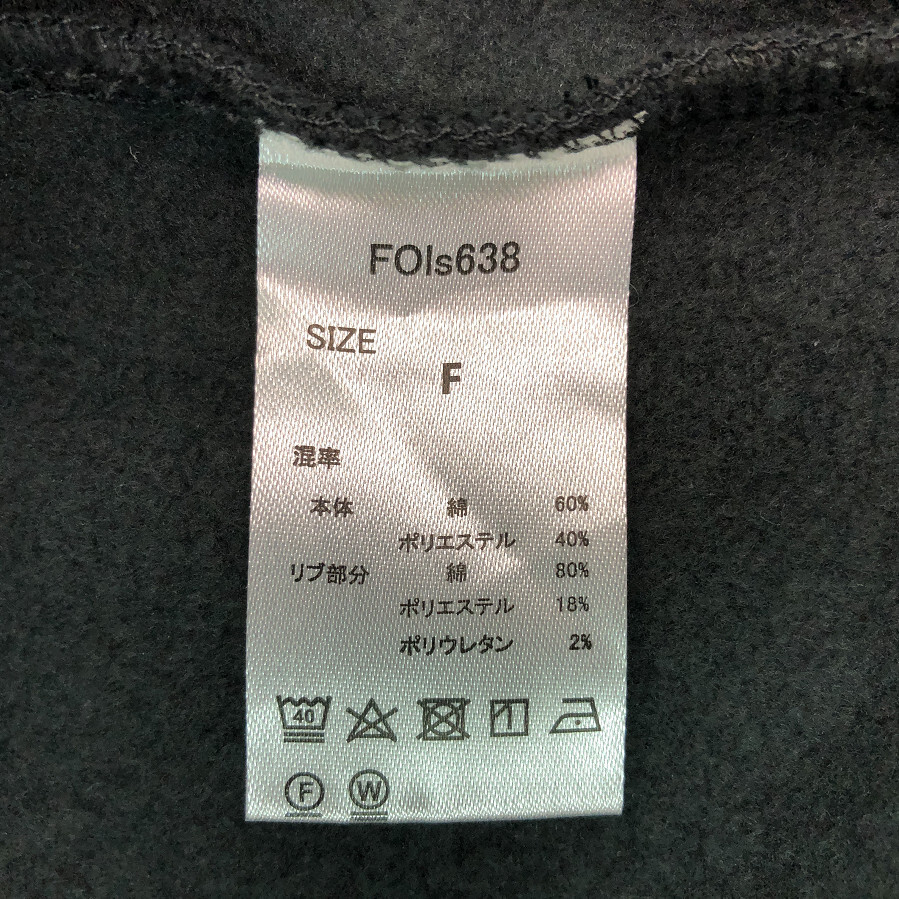 FOIs638
SIZE
F
混率
本体 綿 60%
ポリエステル 40%
リブ部分 綿 80%
ポリエステル 18%
ポリウレタン 2%
40
F W